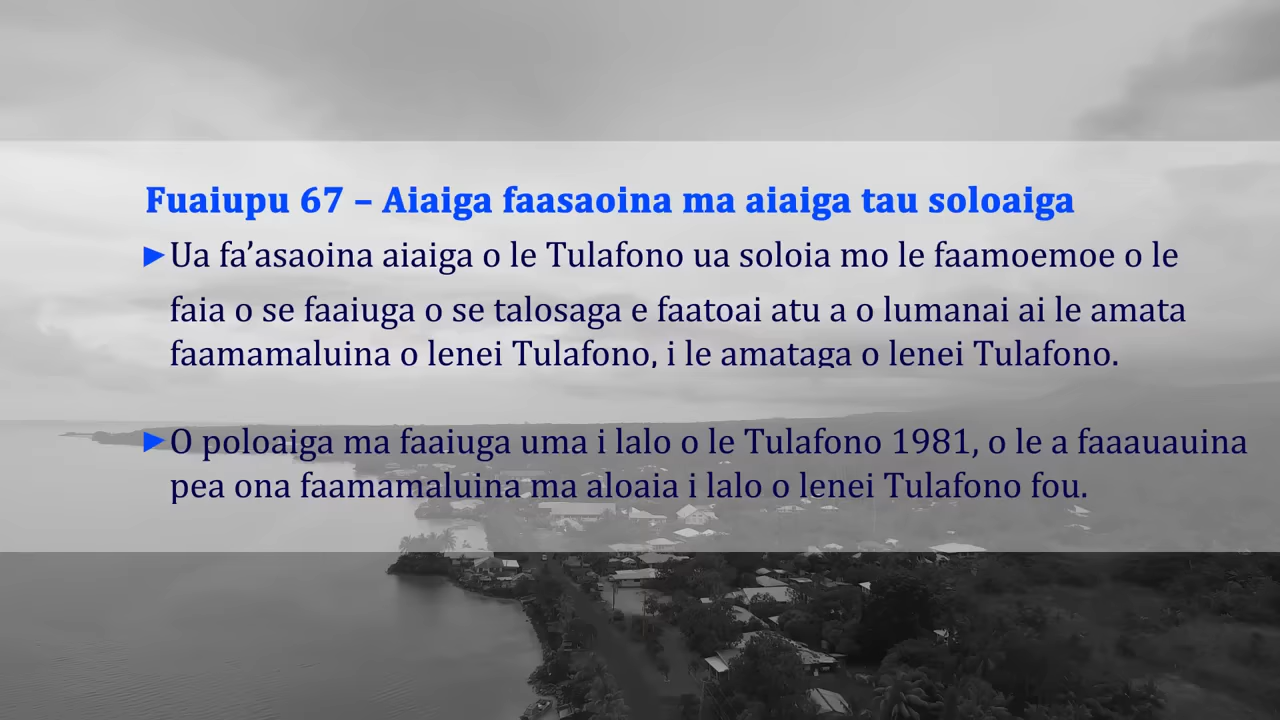 Fuaiupu 67 – Aiaiga faasaoina ma aiaiga tau soloaiga
►Ua fa’asaoina aiaiga o le Tulafono ua soloia mo le faamoemoe o le
faia o se faaiuga o se talosaga e faatoai atu a o lumanai ai le amata
faamamaluina o lenei Tulafono, i le amataga o lenei Tulafono.
►O poloaiga ma faaiuga uma i lalo o le Tulafono 1981, o le a faaauauina
pea ona faamamaluina ma aloaia i lalo o lenei Tulafono fou.